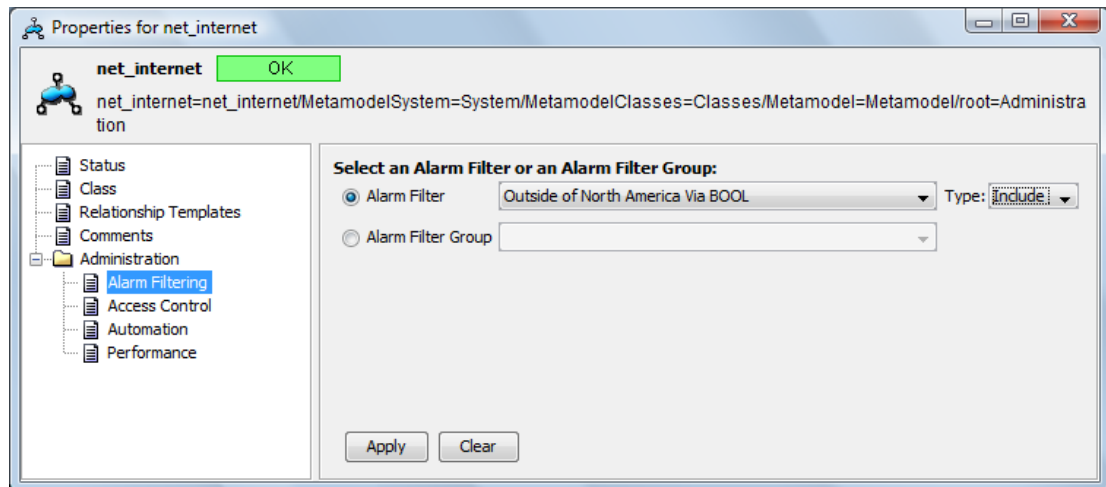 Properties for net_internet
net_internet OK
net_internet=net_internet/MetamodelSystem=System/MetamodelClasses=Classes/Metamodel=Metamodel/root=Administra
tion
Status
Class
Relationship Templates
Comments
Administration
Alarm Filtering
Access Control
Automation
Performance
Select an Alarm Filter or an Alarm Filter Group:
Alarm Filter Outside of North America Via BOOL Type: Include
Alarm Filter Group
Apply Clear